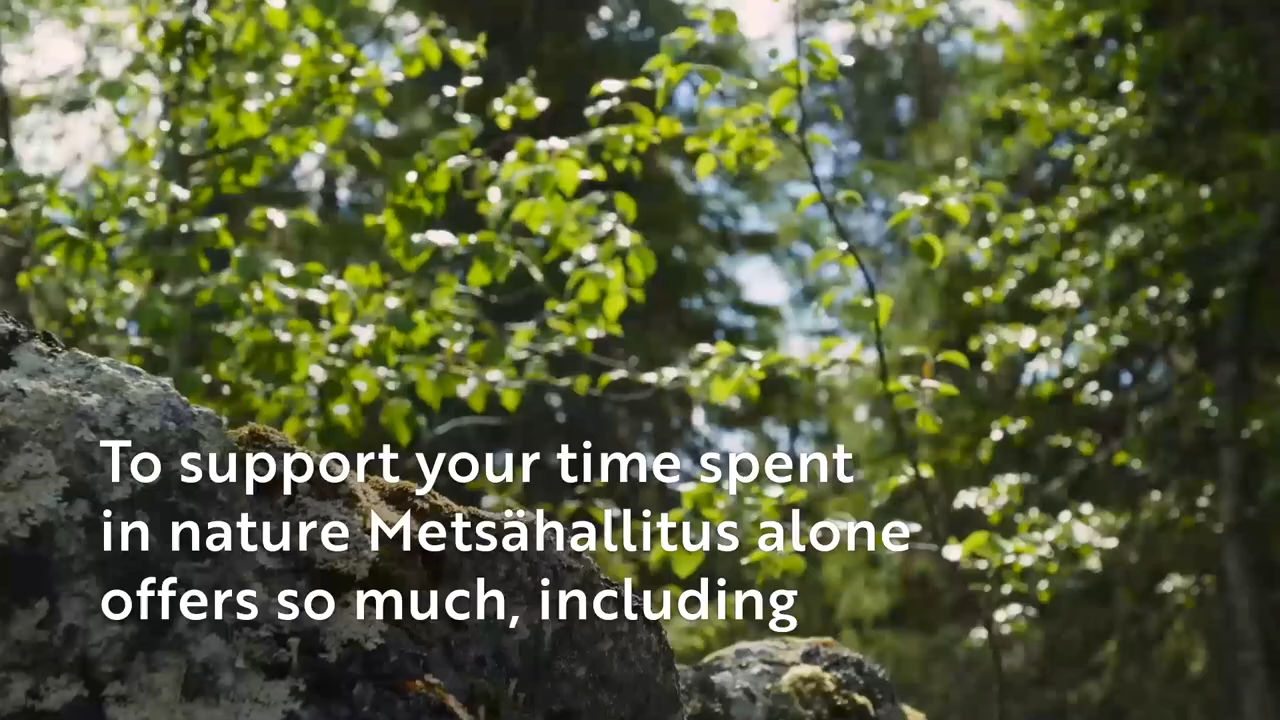 To support your time spent
in nature Metsähallitus alone
offers so much, including